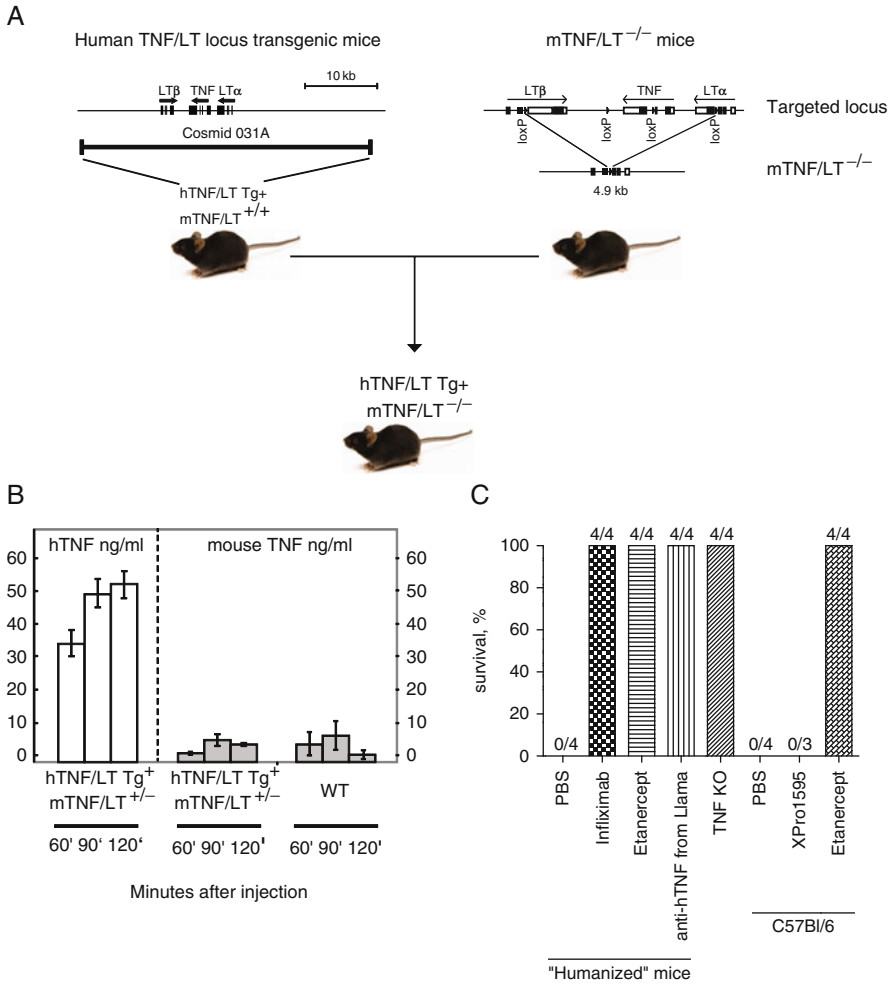 A
Human TNF/LT locus transgenic mice
10 kb
LTβ TNF LTα
Cosmid 031A
hTNF/LT Tg+
mTNF/LT+/+
mTNF/LT−/− mice
LTβ TNF LTα
Targeted locus
loxP loxP loxP loxP
mTNF/LT−/−
4.9 kb
hTNF/LT Tg+
mTNF/LT−/−
B
hTNF ng/ml
mouse TNF ng/ml
60 60
50 50
40 40
30 30
20 20
10 10
0 0
hTNF/LT Tg+
mTNF/LT+/−
hTNF/LT Tg+
mTNF/LT+/−
WT
60' 90' 120'
60' 90' 120'
60' 90' 120'
Minutes after injection
C
survival, %
100
80
60
40
20
0
0/4 4/4 4/4 4/4 4/4 0/4 0/3 4/4
PBS
Infliximab
Etanercept
anti-hTNF from Llama
TNF KO
PBS
XPro1595
Etanercept
C57Bl/6
"Humanized" mice